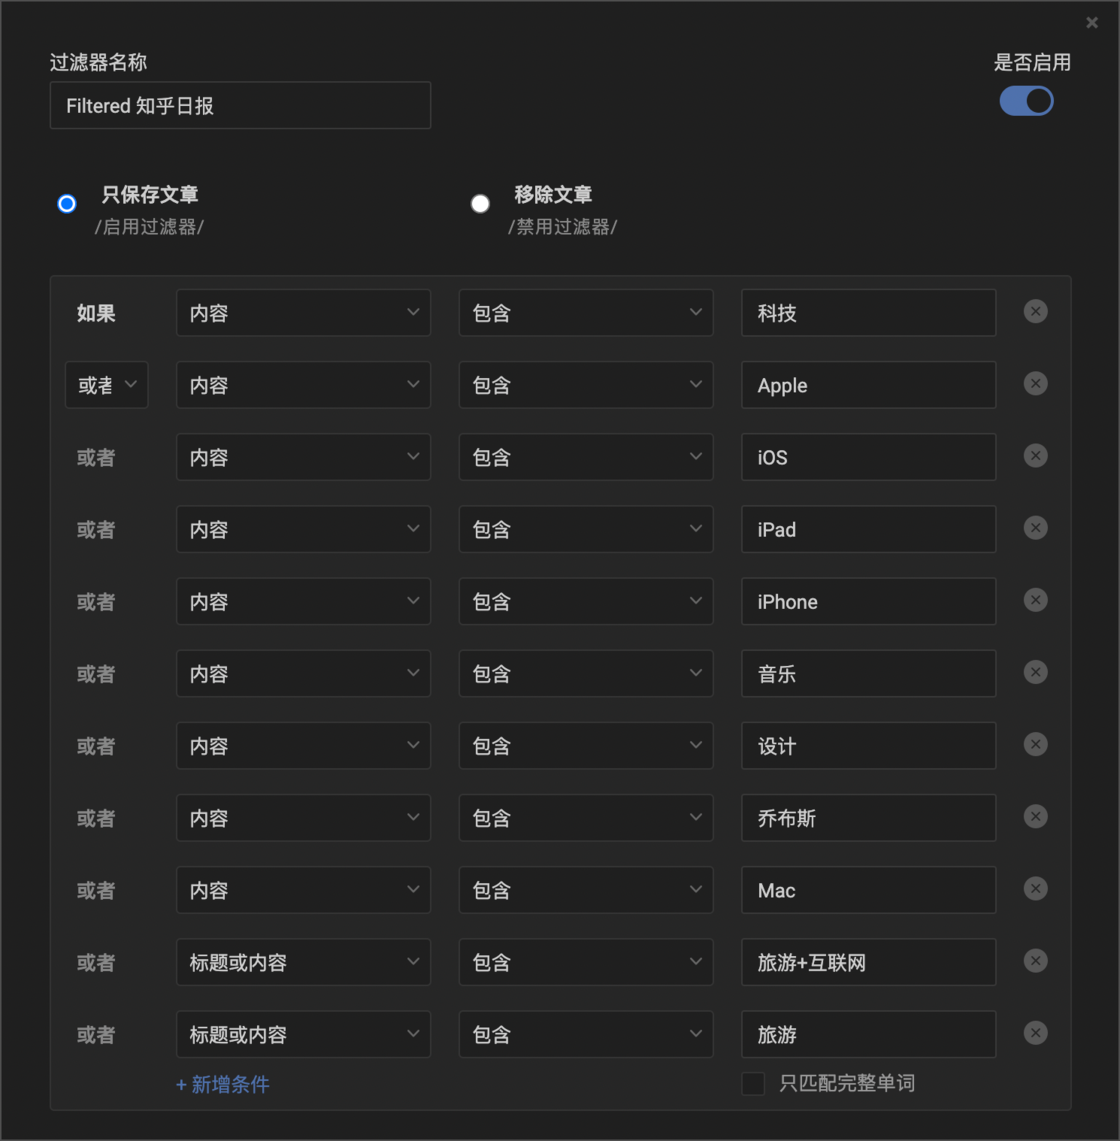 过滤器名称
是否启用
Filtered 知乎日报
只保存文章
/启用过滤器/
移除文章
/禁用过滤器/
如果 内容 包含 科技
或者 内容 包含 Apple
或者 内容 包含 iOS
或者 内容 包含 iPad
或者 内容 包含 iPhone
或者 内容 包含 音乐
或者 内容 包含 设计
或者 内容 包含 乔布斯
或者 内容 包含 Mac
或者 标题或内容 包含 旅游+互联网
或者 标题或内容 包含 旅游
+ 新增条件
只匹配完整单词